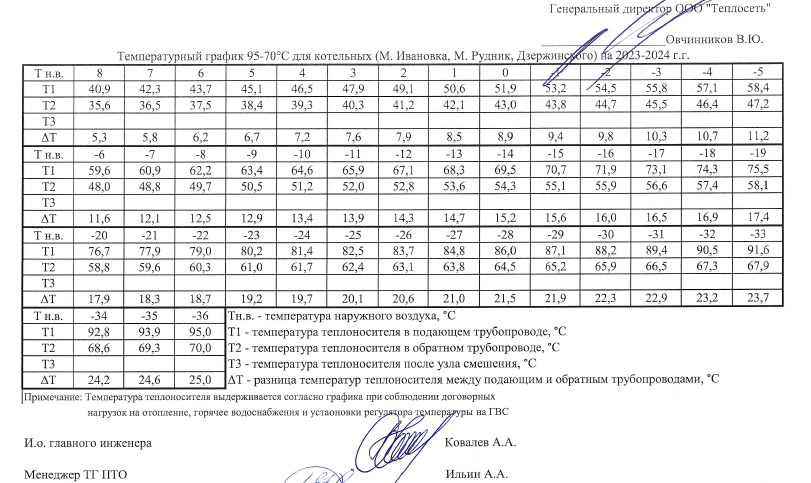 Генеральный директор ООО "Теплосеть"
Овчинников В.Ю.
Температурный график 95-70°С для котельных (М. Ивановка, М. Рудник, Дзержинского) на 2023-2024 г.г.
Т н.в. 8 7 6 5 4 3 2 1 0 -1 -2 -3 -4 -5
Т1 40,9 42,3 43,7 45,1 46,5 47,9 49,1 50,6 51,9 53,2 54,5 55,8 57,1 58,4
Т2 35,6 36,5 37,5 38,4 39,3 40,3 41,2 42,1 43,0 43,8 44,7 45,5 46,4 47,2
Т3
ΔТ 5,3 5,8 6,2 6,7 7,2 7,6 7,9 8,5 8,9 9,4 9,8 10,3 10,7 11,2
Т н.в. -6 -7 -8 -9 -10 -11 -12 -13 -14 -15 -16 -17 -18 -19
Т1 59,6 60,9 62,2 63,4 64,6 65,9 67,1 68,3 69,5 70,7 71,9 73,1 74,3 75,5
Т2 48,0 48,8 49,7 50,5 51,2 52,0 52,8 53,6 54,3 55,1 55,9 56,6 57,4 58,1
Т3
ΔТ 11,6 12,1 12,5 12,9 13,4 13,9 14,3 14,7 15,2 15,6 16,0 16,5 16,9 17,4
Т н.в. -20 -21 -22 -23 -24 -25 -26 -27 -28 -29 -30 -31 -32 -33
Т1 76,7 77,9 79,0 80,2 81,4 82,5 83,7 84,8 86,0 87,1 88,2 89,4 90,5 91,6
Т2 58,8 59,6 60,3 61,0 61,7 62,4 63,1 63,8 64,5 65,2 65,9 66,5 67,3 67,9
Т3
ΔТ 17,9 18,3 18,7 19,2 19,7 20,1 20,6 21,0 21,5 21,9 22,3 22,9 23,2 23,7
Т н.в. -34 -35 -36 Тн.в. - температура наружного воздуха, °С
Т1 92,8 93,9 95,0 Т1 - температура теплоносителя в подающем трубопроводе, °С
Т2 68,6 69,3 70,0 Т2 - температура теплоносителя в обратном трубопроводе, °С
Т3 Т3 - температура теплоносителя после узла смешения, °С
ΔТ 24,2 24,6 25,0 ΔТ - разница температур теплоносителя между подающим и обратным трубопроводами, °С
Примечание: Температура теплоносителя выдерживается согласно графика при соблюдении договорных
нагрузок на отопление, горячее водоснабжения и устаовки регулятора температуры на ГВС
И.о. главного инженера Ковалев А.А.
Менеджер ТГ ПТО Ильин А.А.